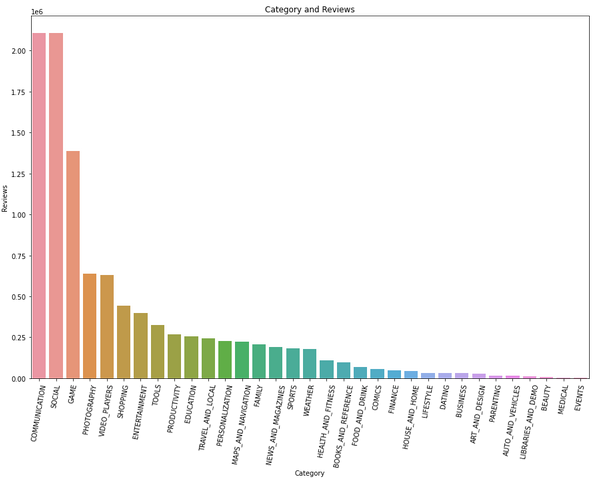 Category and Reviews
1e6
2.00
1.75
1.50
1.25
1.00
0.75
0.50
0.25
0.00
Reviews
COMMUNICATION
SOCIAL
GAME
PHOTOGRAPHY
VIDEO_PLAYERS
SHOPPING
ENTERTAINMENT
TOOLS
PRODUCTIVITY
EDUCATION
TRAVEL_AND_LOCAL
PERSONALIZATION
MAPS_AND_NAVIGATION
FAMILY
NEWS_AND_MAGAZINES
SPORTS
WEATHER
HEALTH_AND_FITNESS
BOOKS_AND_REFERENCE
FOOD_AND_DRINK
COMICS
FINANCE
HOUSE_AND_HOME
LIFESTYLE
DATING
BUSINESS
ART_AND_DESIGN
PARENTING
AUTO_AND_VEHICLES
LIBRARIES_AND_DEMO
BEAUTY
MEDICAL
EVENTS
Category